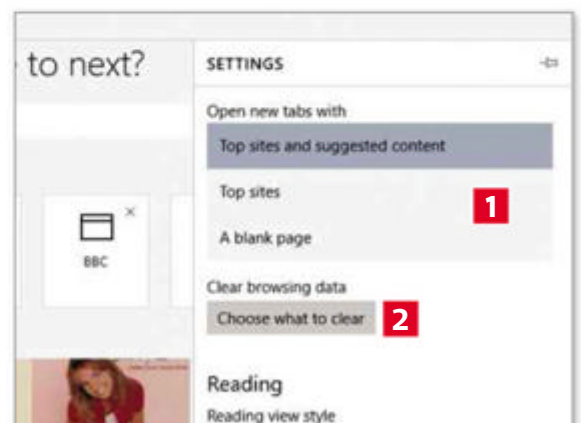 to next?
SETTINGS
Open new tabs with
Top sites and suggested content
Top sites
1
A blank page
BBC
Clear browsing data
Choose what to clear
2
Reading
Reading view style